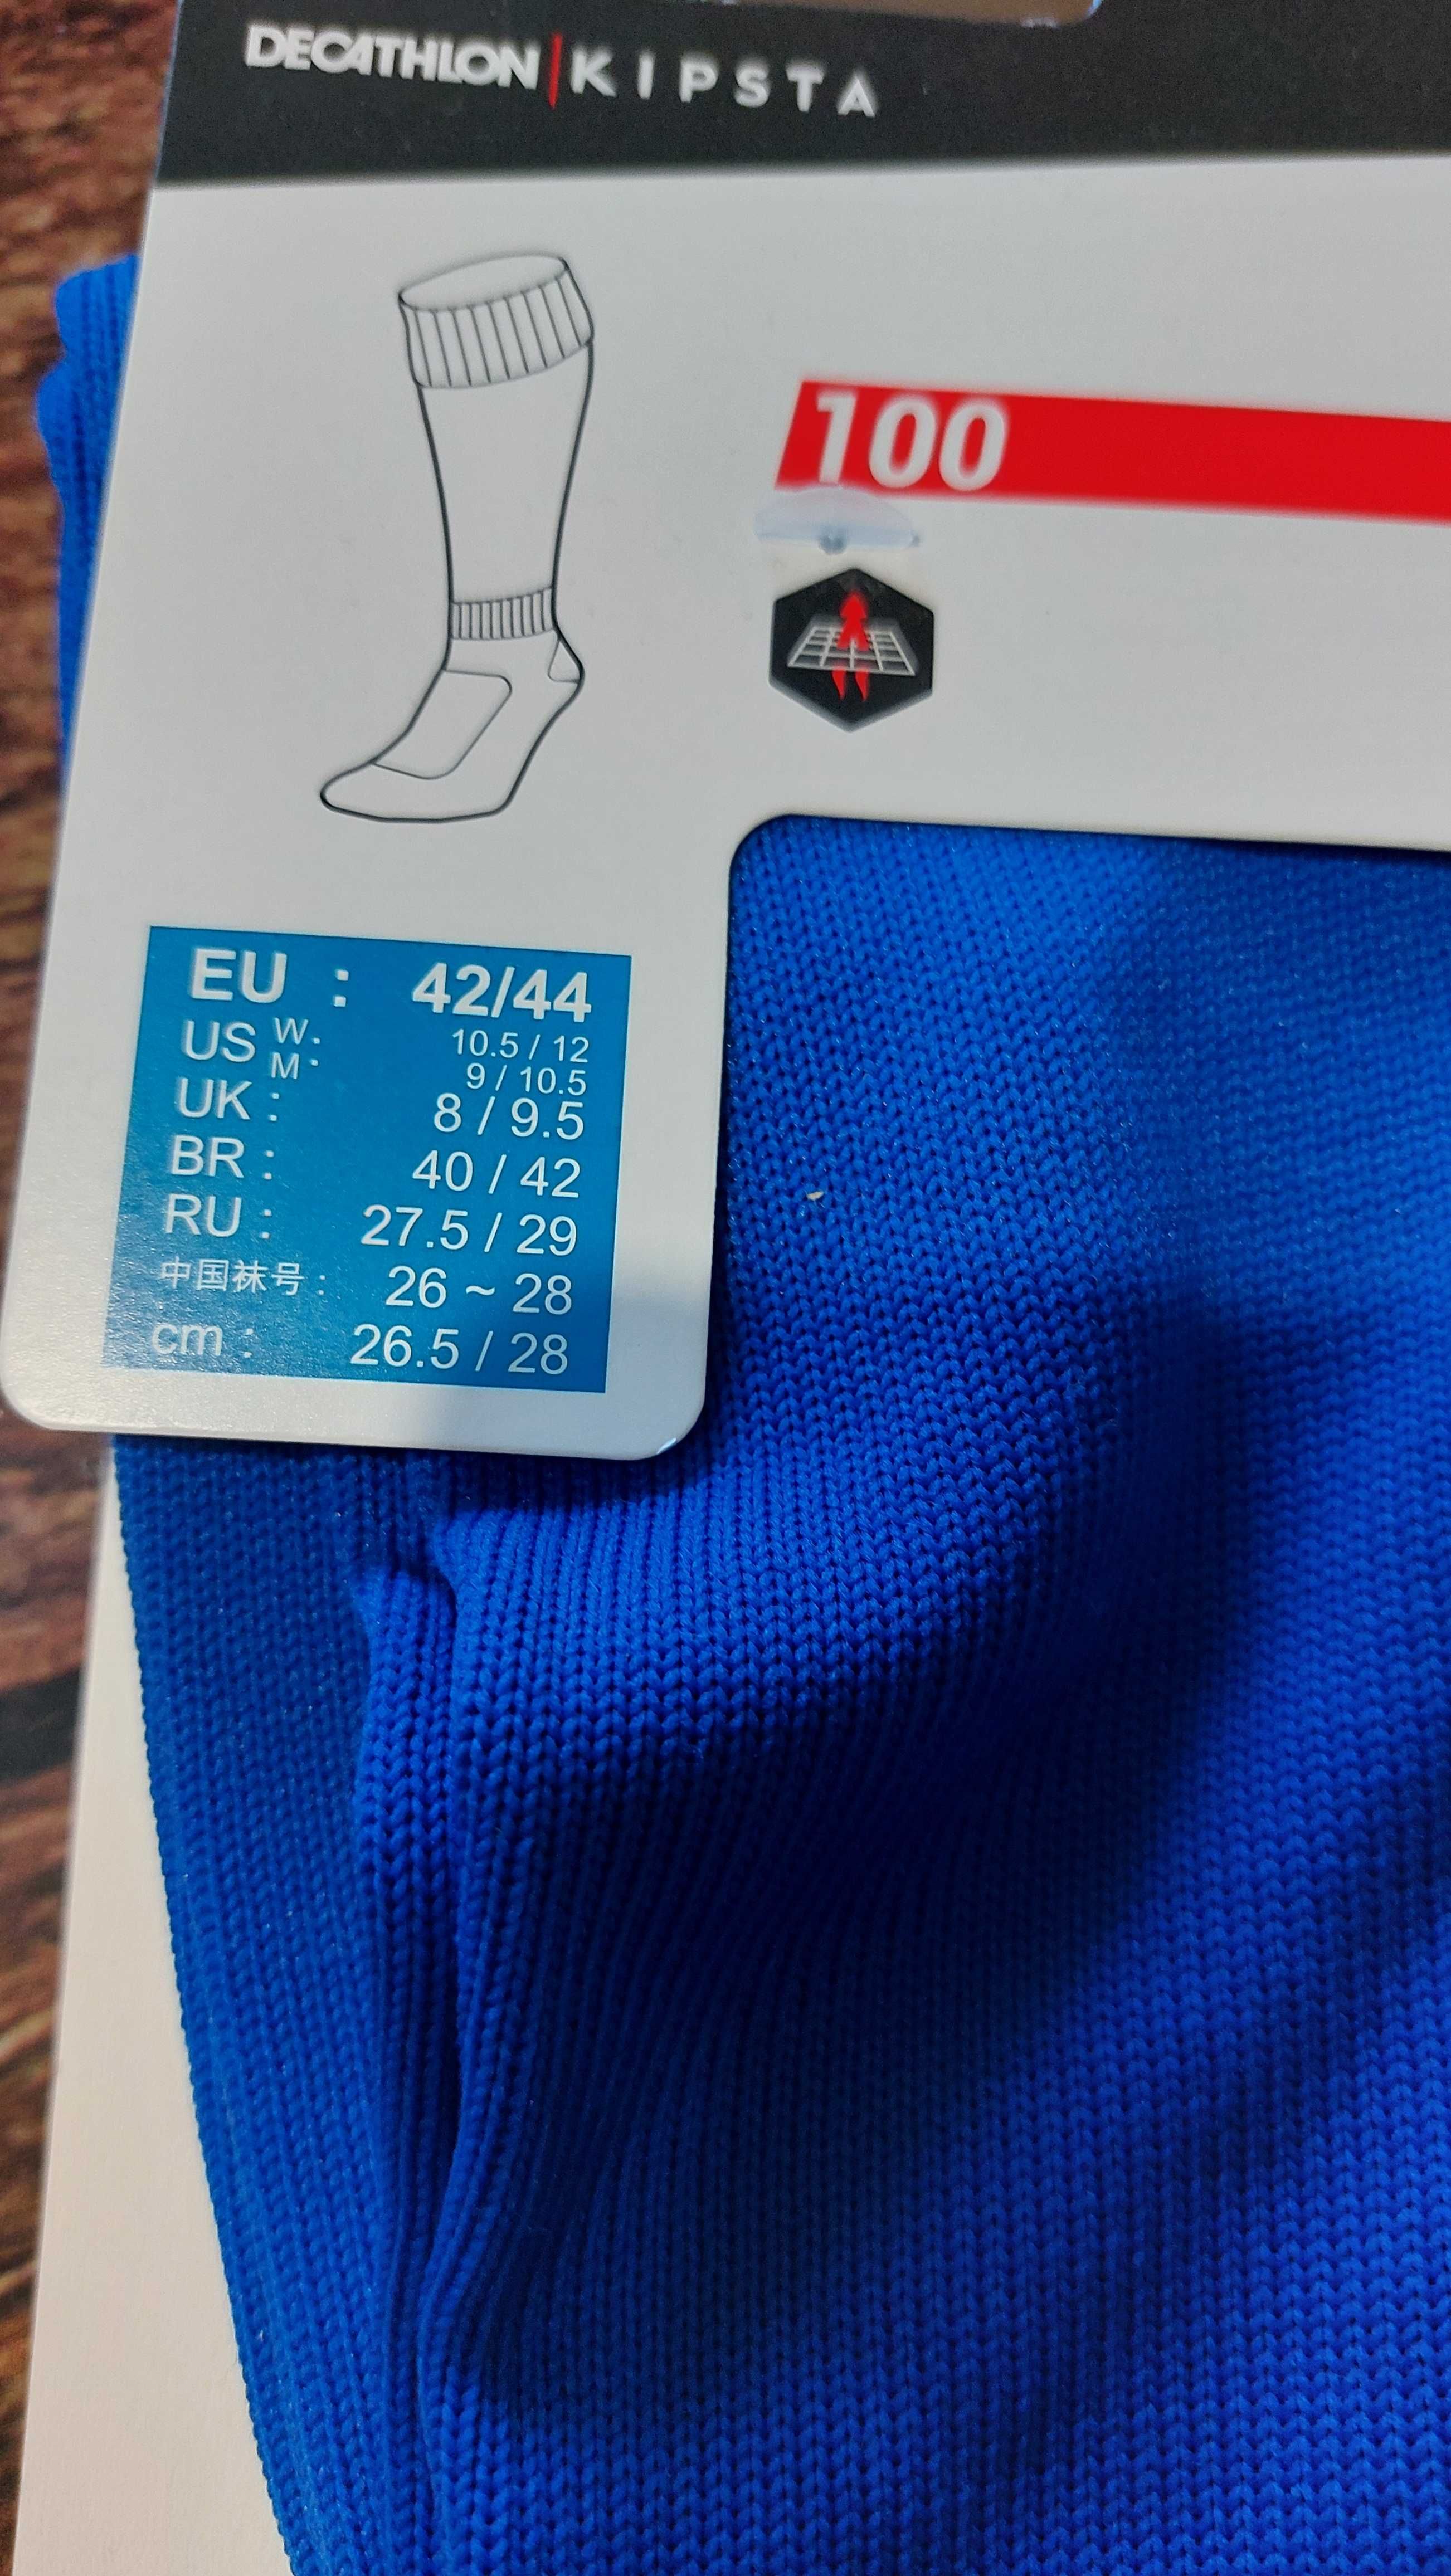 DECATHLON | KIPSTA
100
EU : 42/44
US W. 10.5 / 12
M. 9 / 10.5
UK : 8 / 9.5
BR : 40 / 42
RU : 27.5 / 29
中国袜号 : 26 ~ 28
cm : 26.5 / 28